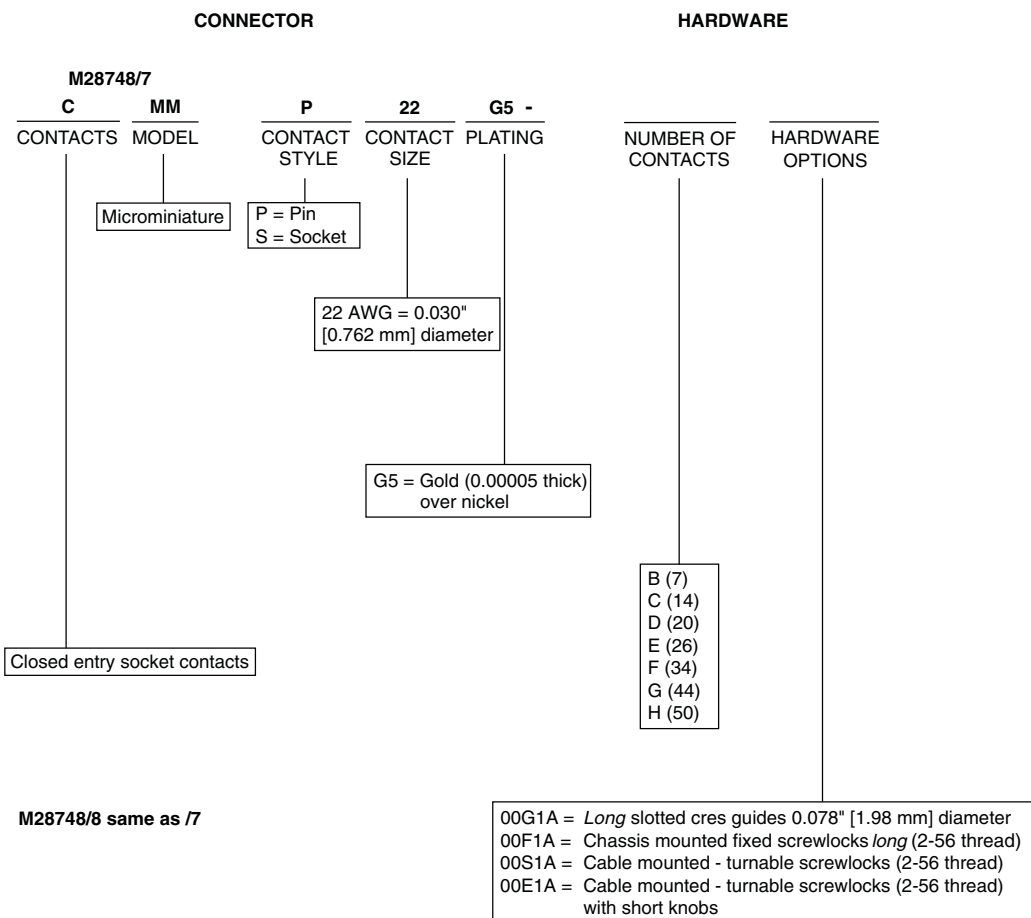 CONNECTOR HARDWARE
M28748/7
C MM P 22 G5 -
CONTACTS MODEL CONTACT STYLE CONTACT SIZE PLATING NUMBER OF CONTACTS HARDWARE OPTIONS
Microminiature
P = Pin
S = Socket
22 AWG = 0.030"
[0.762 mm] diameter
G5 = Gold (0.00005 thick)
over nickel
B (7)
C (14)
D (20)
E (26)
F (34)
G (44)
H (50)
Closed entry socket contacts
M28748/8 same as /7
00G1A = Long slotted cres guides 0.078" [1.98 mm] diameter
00F1A = Chassis mounted fixed screwlocks long (2-56 thread)
00S1A = Cable mounted - turnable screwlocks (2-56 thread)
00E1A = Cable mounted - turnable screwlocks (2-56 thread)
with short knobs